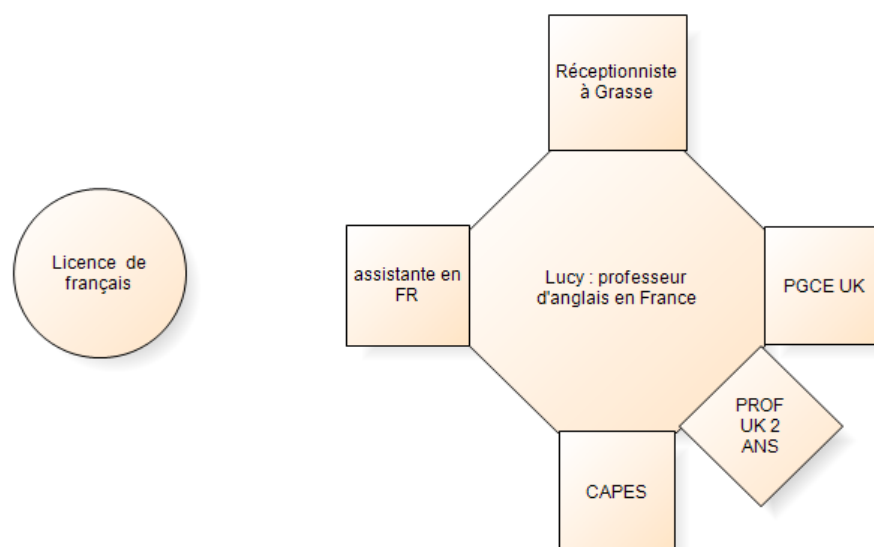 Réceptionniste
à Grasse
Licence de
français
assistante en
FR
Lucy : professeur
d'anglais en France
PGCE UK
PROF
UK 2
ANS
CAPES